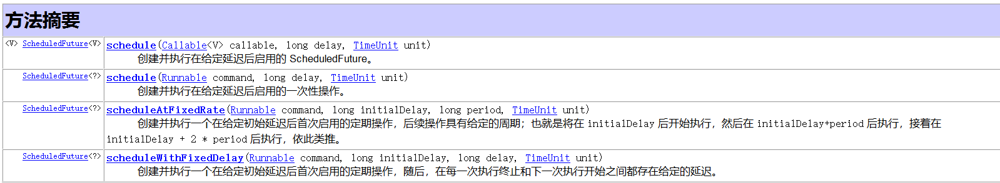 方法摘要
<V> ScheduledFuture<V> schedule(Callable<V> callable, long delay, TimeUnit unit)
创建并执行在给定延迟后启用的 ScheduledFuture。
ScheduledFuture<?> schedule(Runnable command, long delay, TimeUnit unit)
创建并执行在给定延迟后启用的一次性操作。
ScheduledFuture<?> scheduleAtFixedRate(Runnable command, long initialDelay, long period, TimeUnit unit)
创建并执行一个在给定初始延迟后首次启用的定期操作，后续操作具有给定的周期；也就是将在 initialDelay 后开始执行，然后在 initialDelay+period 后执行，接着在
initialDelay + 2 * period 后执行，依此类推。
ScheduledFuture<?> scheduleWithFixedDelay(Runnable command, long initialDelay, long delay, TimeUnit unit)
创建并执行一个在给定初始延迟后首次启用的定期操作，随后，在每一次执行终止和下一次执行开始之间都存在给定的延迟。